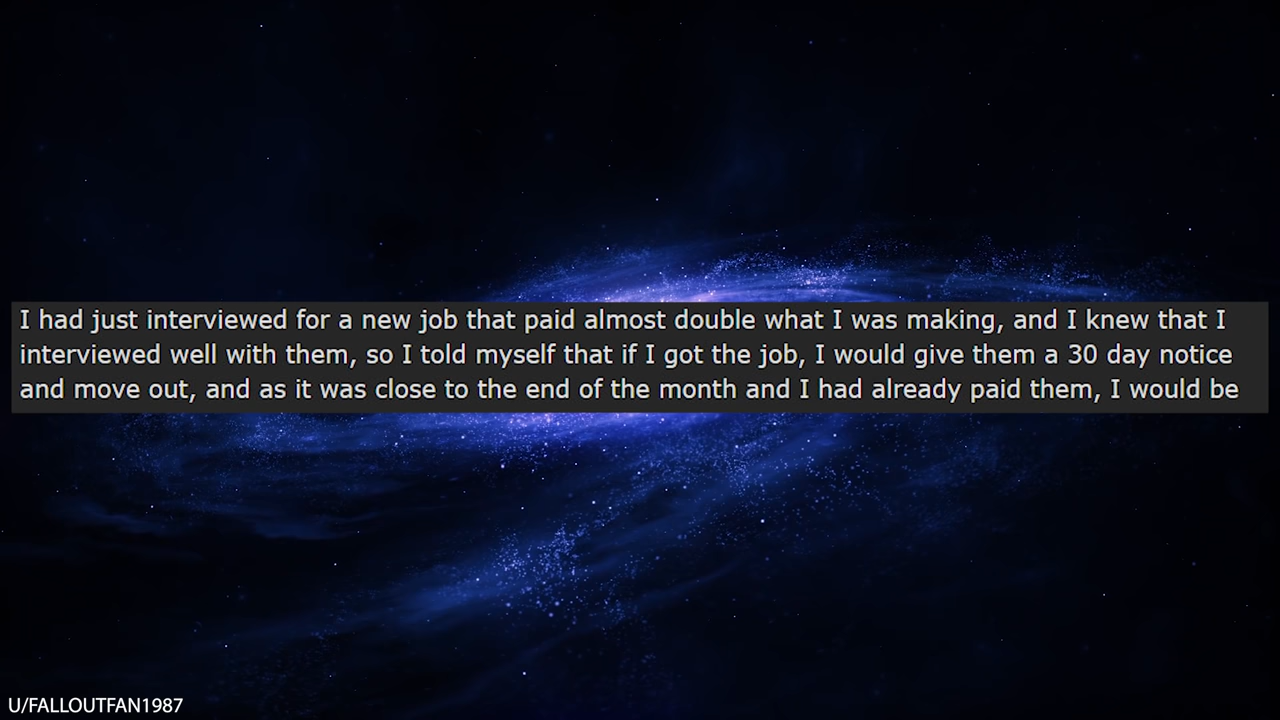 I had just interviewed for a new job that paid almost double what I was making, and I knew that I
interviewed well with them, so I told myself that if I got the job, I would give them a 30 day notice
and move out, and as it was close to the end of the month and I had already paid them, I would be
U/FALLOUTFAN1987